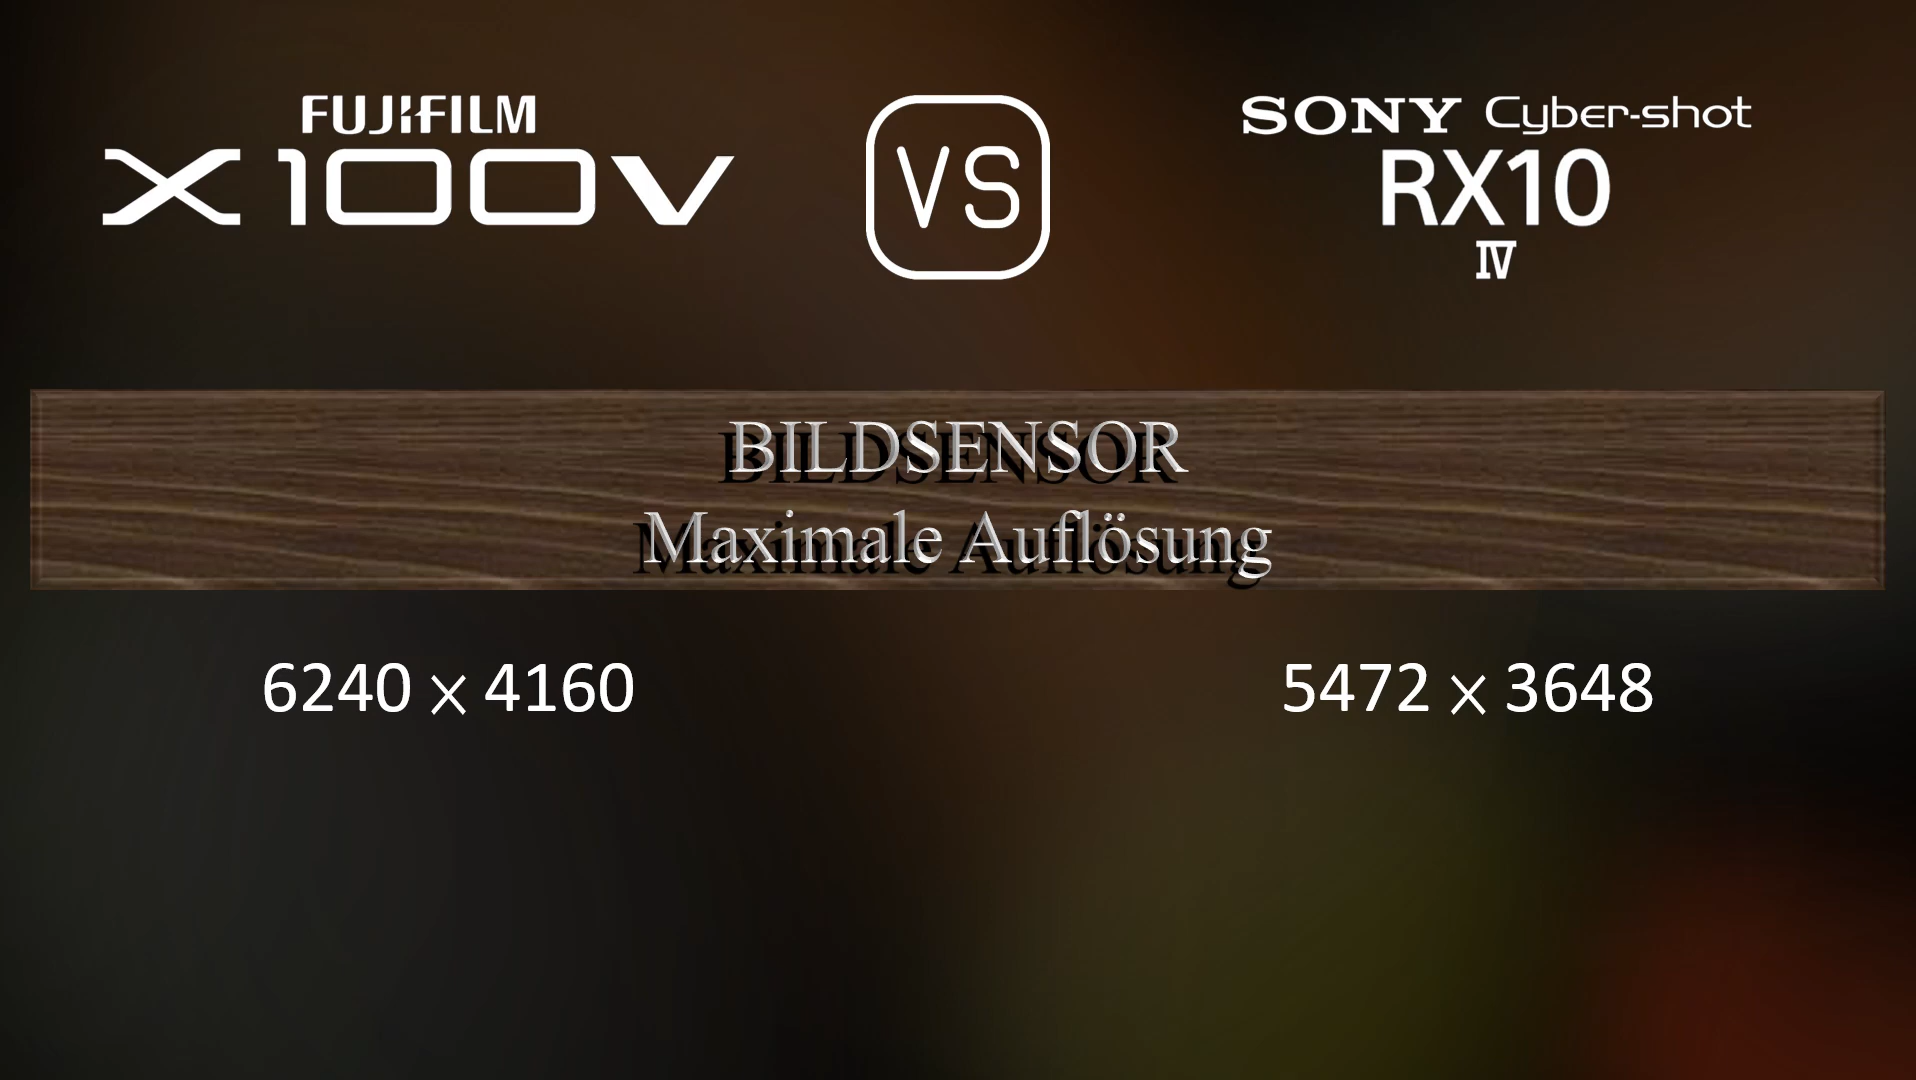 FUJIFILM
X100V
VS
SONY Cyber-shot
RX10
IV
BILDSENSOR
Maximale Auflösung
6240 x 4160
5472 x 3648